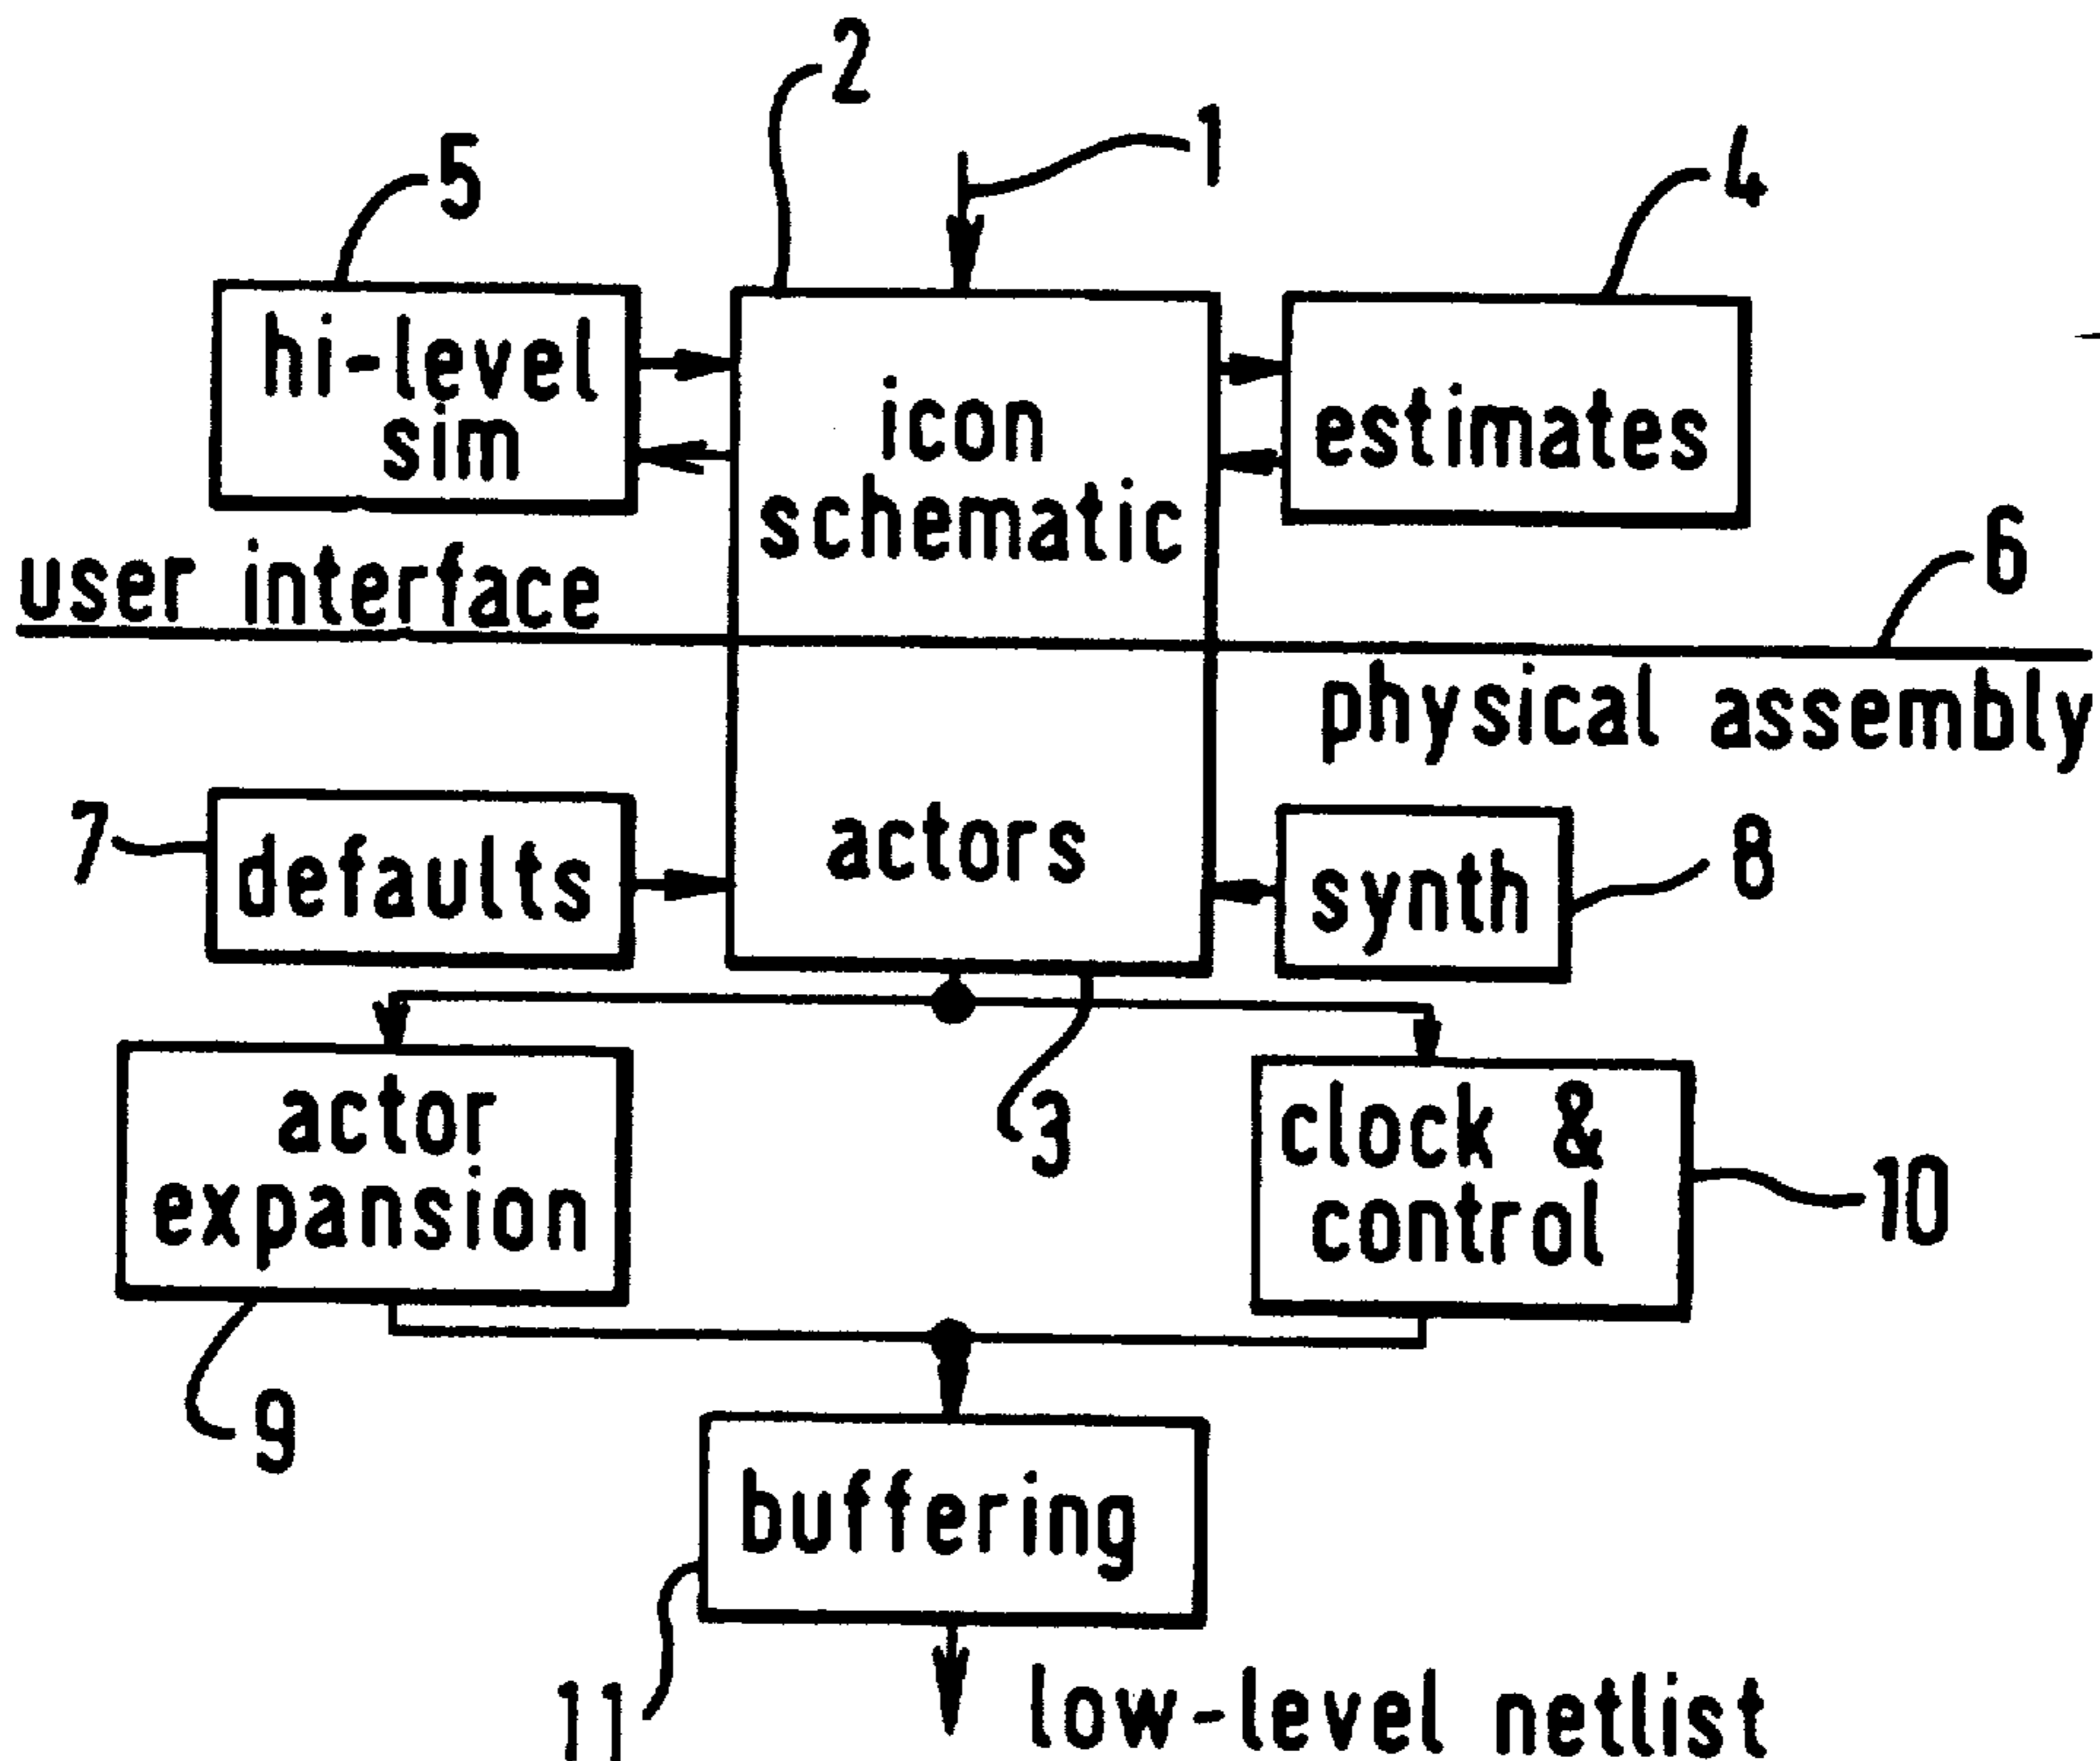 2
1
5
4
hi-level
sim
icon
schematic
estimates
6
user interface
physical assembly
7
defaults
actors
synth
8
actor
expansion
3
clock &
control
10
9
buffering
11
low-level netlist